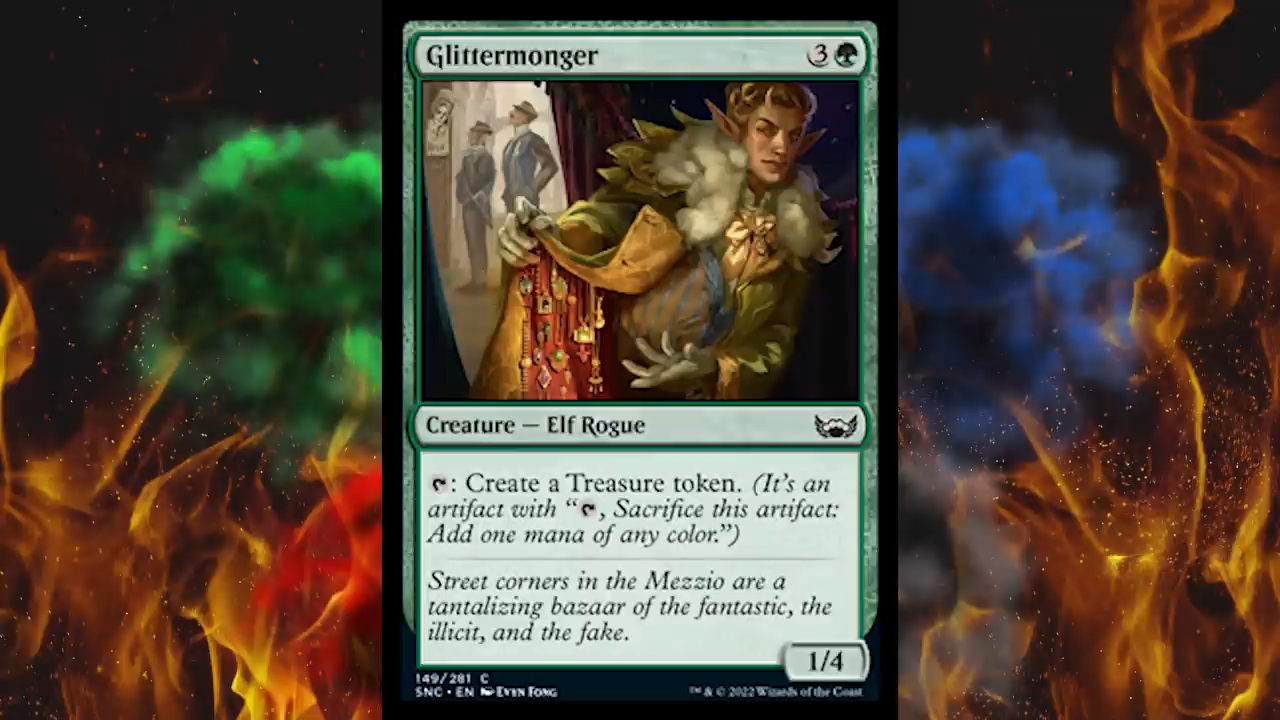 Glittermonger 3
Creature — Elf Rogue
: Create a Treasure token. (It's an
artifact with “, Sacrifice this artifact:
Add one mana of any color.”)
Street corners in the Mezzio are a
tantalizing bazaar of the fantastic, the
illicit, and the fake.
1/4
149/281 C
SNC • EN Even Fong
™ & © 2022 Wizards of the Coast